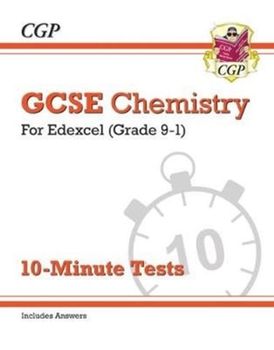 CGP
CGP
GCSE Chemistry
For Edexcel (Grade 9-1)
10
10-Minute Tests
Includes Answers